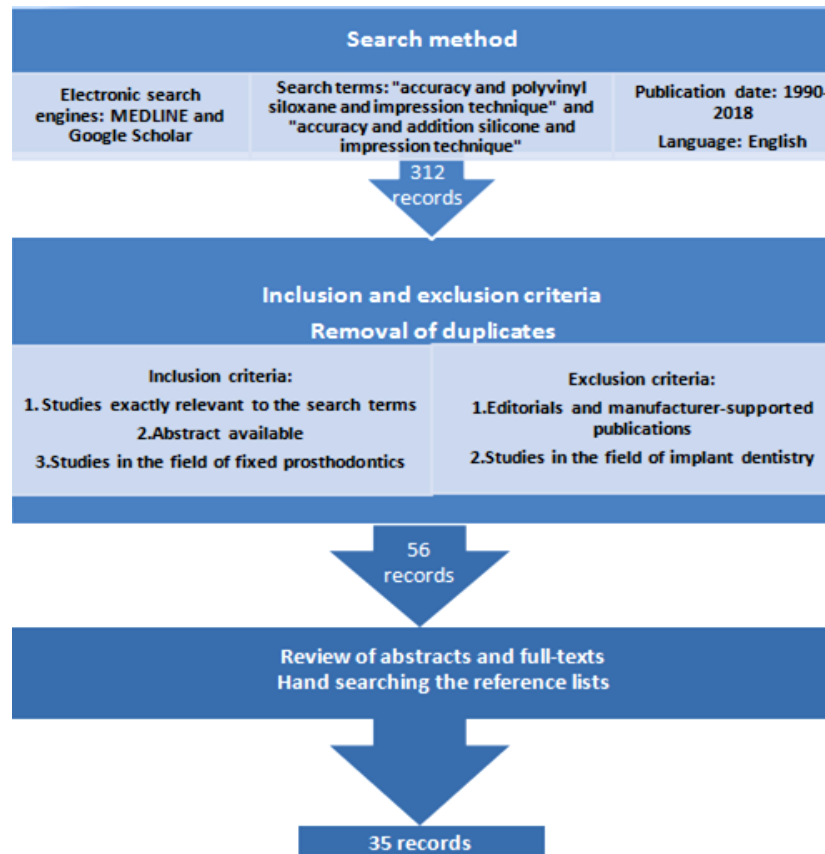 Search method
Electronic search
engines: MEDLINE and
Google Scholar
Search terms: "accuracy and polyvinyl
siloxane and impression technique" and
"accuracy and addition silicone and
impression technique"
Publication date: 1990-
2018
Language: English
312
records
Inclusion and exclusion criteria
Removal of duplicates
Inclusion criteria:
1. Studies exactly relevant to the search terms
2.Abstract available
3.Studies in the field of fixed prosthodontics
Exclusion criteria:
1.Editorials and manufacturer-supported
publications
2.Studies in the field of implant dentistry
56
records
Review of abstracts and full-texts
Hand searching the reference lists
35 records